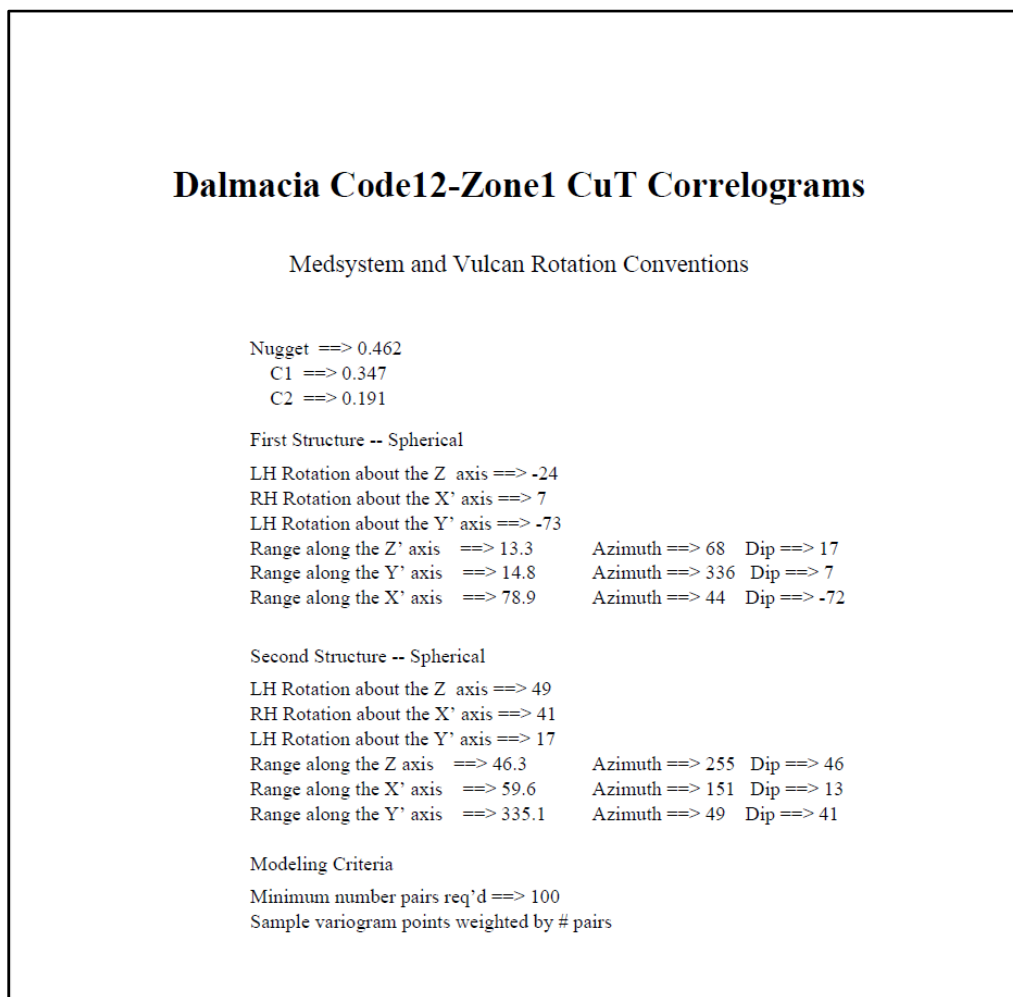 Dalmacia Code12-Zone1 CuT Correlograms
Medsystem and Vulcan Rotation Conventions
Nugget ==> 0.462
C1 ==> 0.347
C2 ==> 0.191
First Structure -- Spherical
LH Rotation about the Z axis ==> -24
RH Rotation about the X’ axis ==> 7
LH Rotation about the Y’ axis ==> -73
Range along the Z’ axis ==> 13.3 Azimuth ==> 68 Dip ==> 17
Range along the Y’ axis ==> 14.8 Azimuth ==> 336 Dip ==> 7
Range along the X’ axis ==> 78.9 Azimuth ==> 44 Dip ==> -72
Second Structure -- Spherical
LH Rotation about the Z axis ==> 49
RH Rotation about the X’ axis ==> 41
LH Rotation about the Y’ axis ==> 17
Range along the Z axis ==> 46.3 Azimuth ==> 255 Dip ==> 46
Range along the X’ axis ==> 59.6 Azimuth ==> 151 Dip ==> 13
Range along the Y’ axis ==> 335.1 Azimuth ==> 49 Dip ==> 41
Modeling Criteria
Minimum number pairs req’d ==> 100
Sample variogram points weighted by # pairs